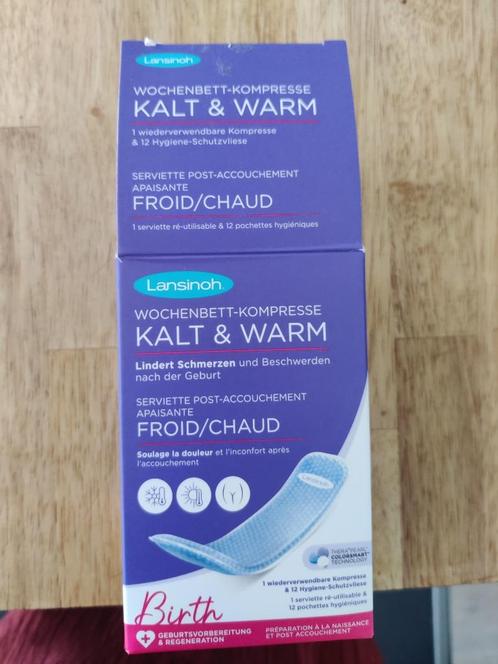 Lansinoh
WOCHENBETT-KOMPRESSE
KALT & WARM
1 wiederverwendbare Kompresse
& 12 Hygiene-Schutzvliese
SERVIETTE POST-ACCOUCHEMENT
APAISANTE
FROID/CHAUD
1 serviette ré-utilisable & 12 pochettes hygiéniques
Lansinoh
WOCHENBETT-KOMPRESSE
KALT & WARM
Lindert Schmerzen und Beschwerden
nach der Geburt
SERVIETTE POST-ACCOUCHEMENT
APAISANTE
FROID/CHAUD
Soulage la douleur et l'inconfort après
l'accouchement
Lansinoh
THERA°PEARL
COLORSMART™
TECHNOLOGY
1 wiederverwendbare Kompresse
& 12 Hygiene-Schutzvliese
1 serviette ré-utilisable &
12 pochettes hygiéniques
Birth
GEBURTSVORBEREITUNG
& REGENERATION
PRÉPARATION À LA NAISSANCE
ET POST ACCOUCHEMENT